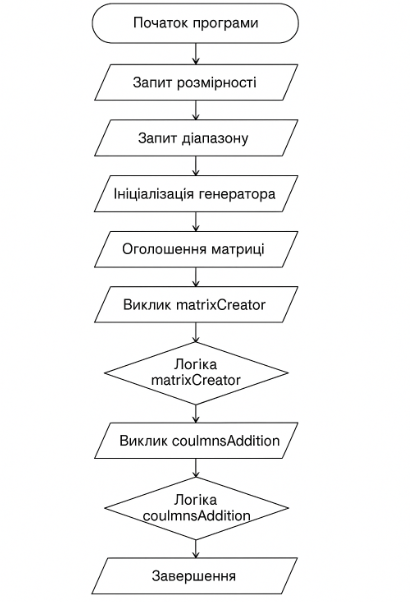 Початок програми
Запит розмірності
Запит діапазону
Ініціалізація генератора
Оголошення матриці
Виклик matrixCreator
Логіка
matrixCreator
Виклик coulmnsAddition
Логіка
coulmnsAddition
Завершення